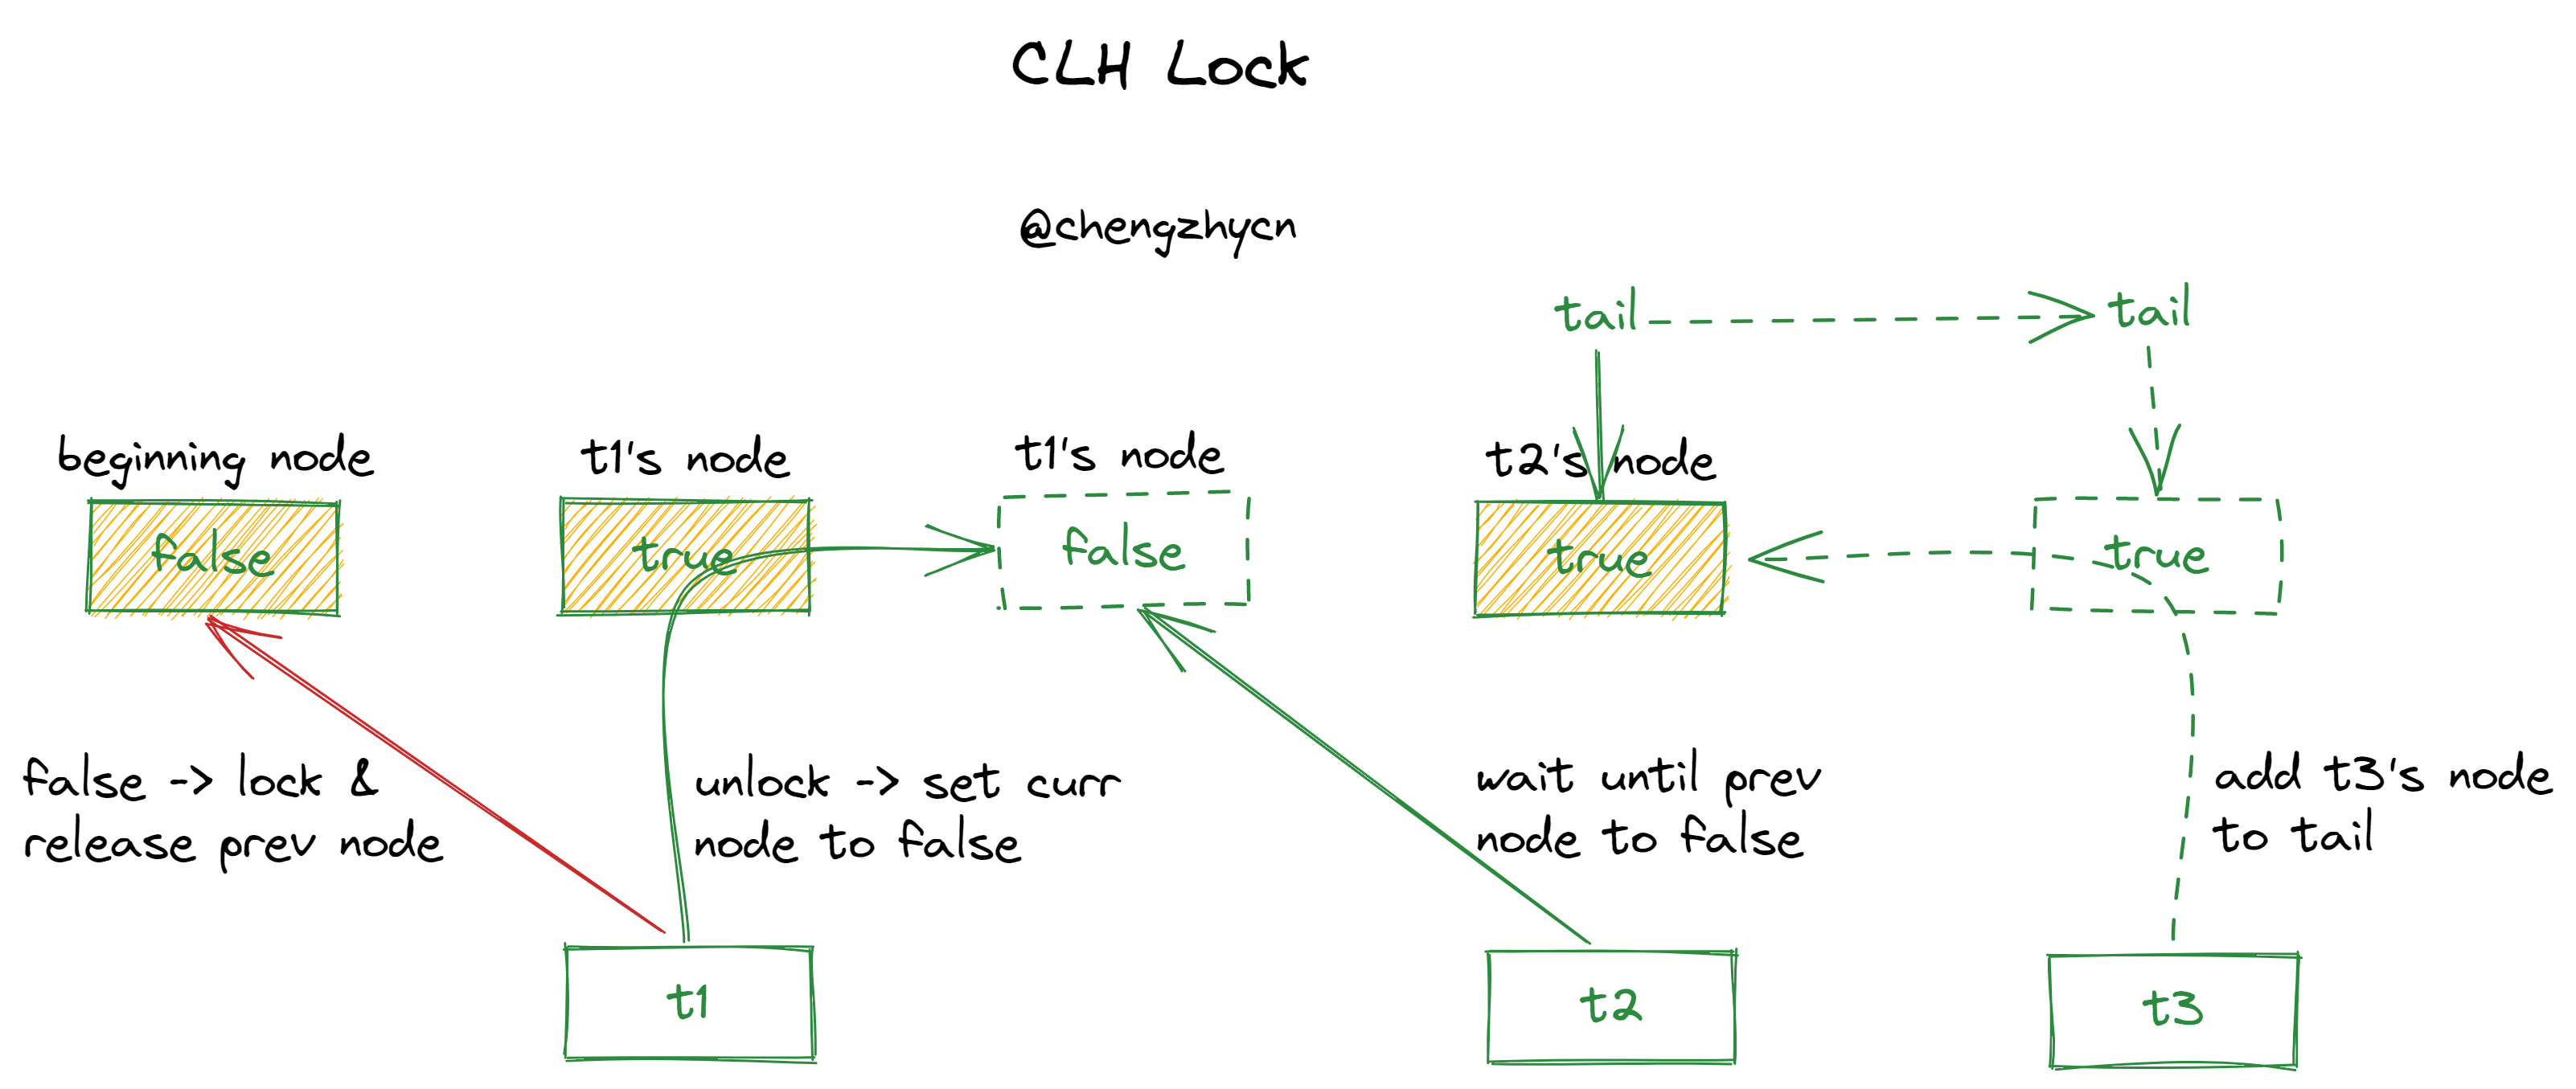 CLH Lock
@chengzhycn
tail
tail
beginning node
t1's node
t1's node
t2's node
false
true
false
true
true
false -> lock &
release prev node
unlock -> set curr
node to false
wait until prev
node to false
add t3's node
to tail
t1
t2
t3